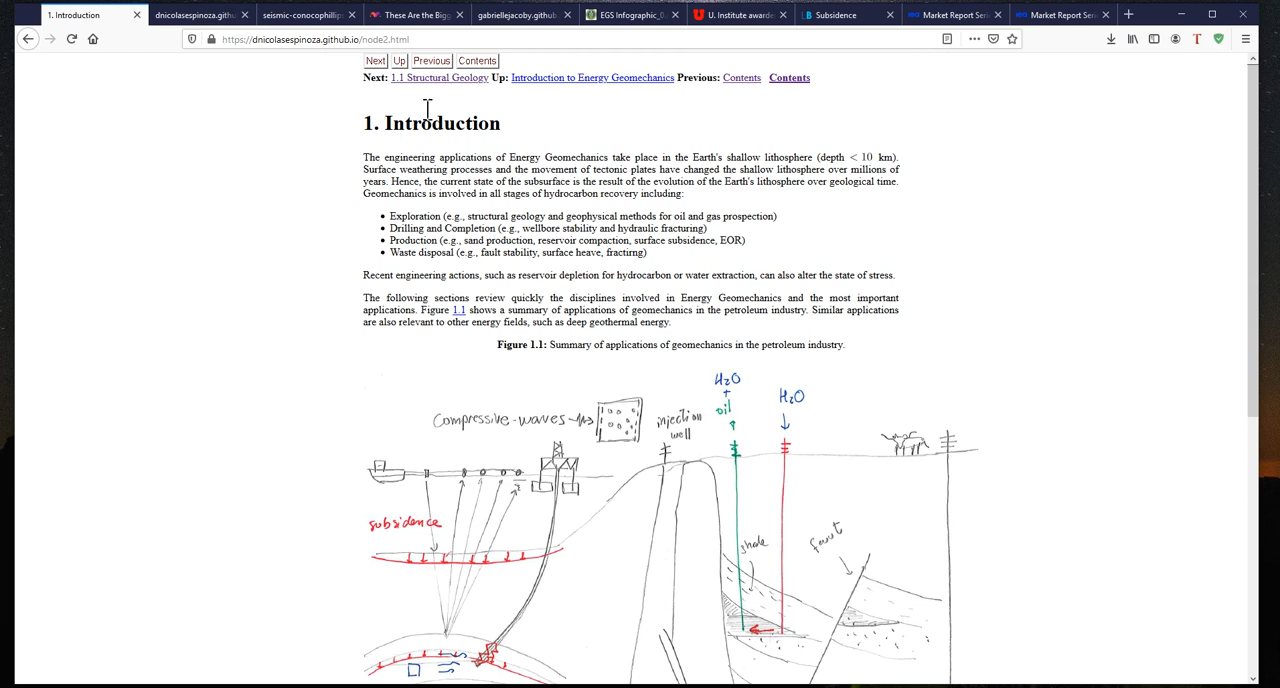 1. Introduction
dnicolasespinoza.githu
seismic-conocophillips
These Are the Bigg
gabriellejacoby.github.
EGS Infographic_0
U. Institute awarde
Subsidence
Market Report Seri
Market Report Seri
https://dnicolasespinoza.github.io/node2.html
Next Up Previous Contents
Next: 1.1 Structural Geology Up: Introduction to Energy Geomechanics Previous: Contents Contents
1. Introduction
The engineering applications of Energy Geomechanics take place in the Earth's shallow lithosphere (depth < 10 km).
Surface weathering processes and the movement of tectonic plates have changed the shallow lithosphere over millions of
years. Hence, the current state of the subsurface is the result of the evolution of the Earth's lithosphere over geological time.
Geomechanics is involved in all stages of hydrocarbon recovery including:
• Exploration (e.g., structural geology and geophysical methods for oil and gas prospection)
• Drilling and Completion (e.g., wellbore stability and hydraulic fracturing)
• Production (e.g., sand production, reservoir compaction, surface subsidence, EOR)
• Waste disposal (e.g., fault stability, surface heave, fractirng)
Recent engineering actions, such as reservoir depletion for hydrocarbon or water extraction, can also alter the state of stress.
The following sections review quickly the disciplines involved in Energy Geomechanics and the most important
applications. Figure 1.1 shows a summary of applications of geomechanics in the petroleum industry. Similar applications
are also relevant to other energy fields, such as deep geothermal energy.
Figure 1.1: Summary of applications of geomechanics in the petroleum industry.
Compressive-waves
injection
well
H2O
+
oil
H2O
subsidence
shale
fault